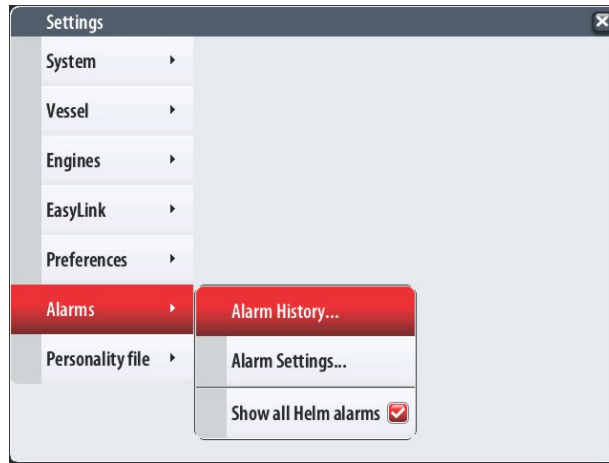 Settings
System
Vessel
Engines
EasyLink
Preferences
Alarms
Personality file
Alarm History...
Alarm Settings...
Show all Helm alarms